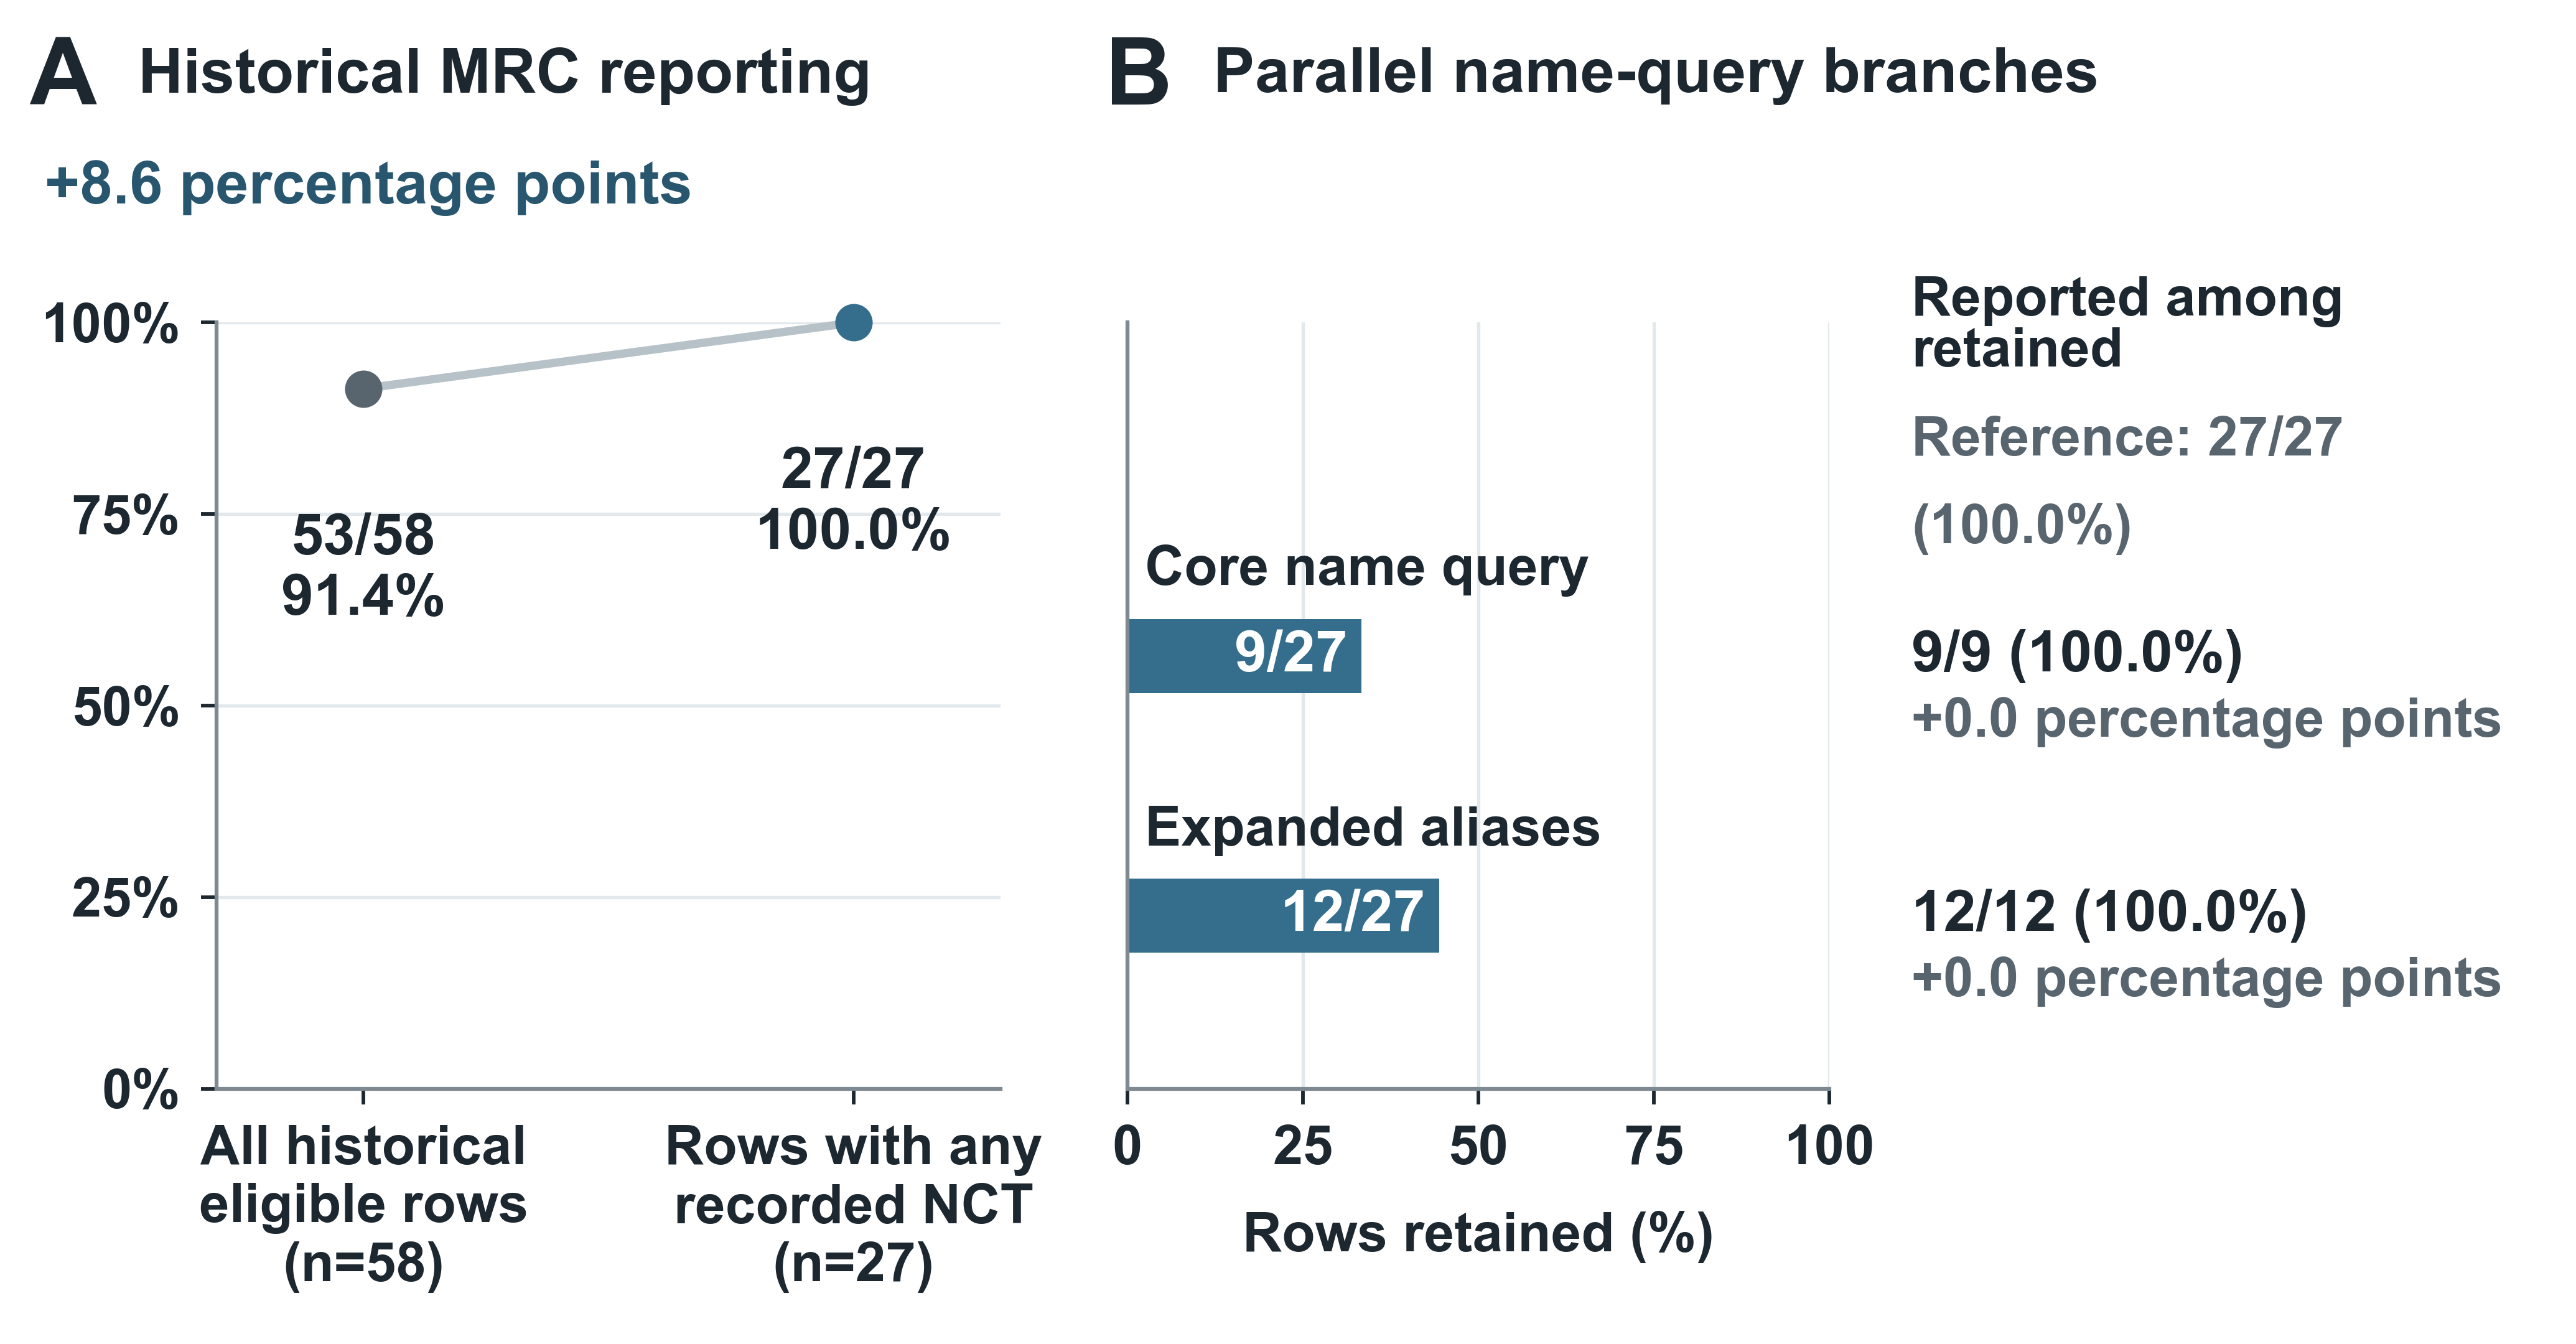 A Historical MRC reporting
+8.6 percentage points
100%
75%
50%
25%
0%
53/58
91.4%
27/27
100.0%
All historical
eligible rows
(n=58)
Rows with any
recorded NCT
(n=27)
B Parallel name-query branches
Core name query
9/27
Expanded aliases
12/27
0 25 50 75 100
Rows retained (%)
Reported among
retained
Reference: 27/27
(100.0%)
9/9 (100.0%)
+0.0 percentage points
12/12 (100.0%)
+0.0 percentage points